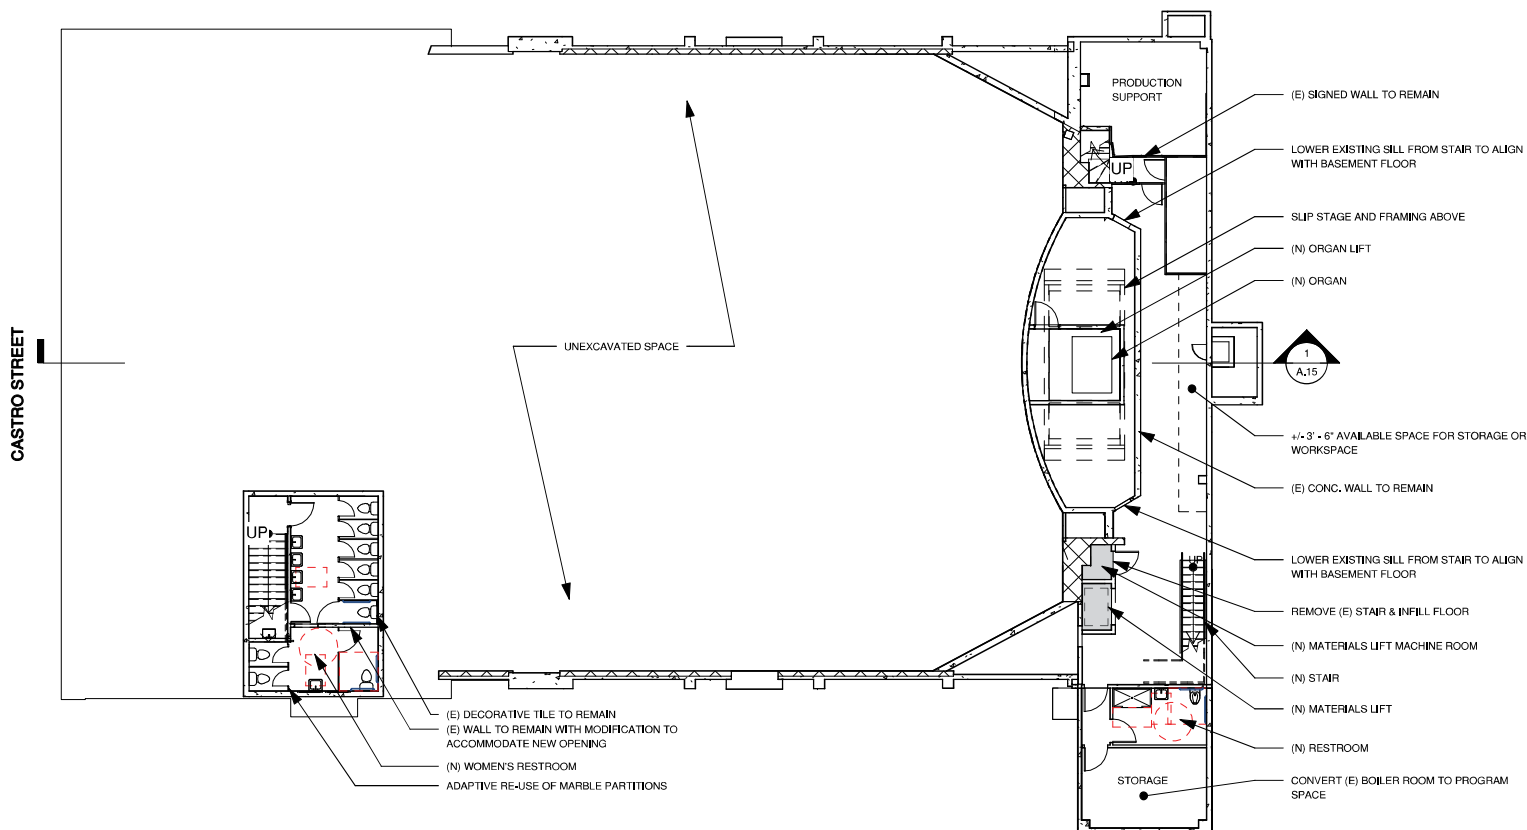 CASTRO STREET
UNEXCAVATED SPACE
PRODUCTION
SUPPORT
UP
(E) SIGNED WALL TO REMAIN
LOWER EXISTING SILL FROM STAIR TO ALIGN
WITH BASEMENT FLOOR
SLIP STAGE AND FRAMING ABOVE
(N) ORGAN LIFT
(N) ORGAN
1
A.15
+/- 3' - 6" AVAILABLE SPACE FOR STORAGE OR
WORKSPACE
(E) CONC. WALL TO REMAIN
LOWER EXISTING SILL FROM STAIR TO ALIGN
WITH BASEMENT FLOOR
REMOVE (E) STAIR & INFILL FLOOR
(N) MATERIALS LIFT MACHINE ROOM
(N) STAIR
(N) MATERIALS LIFT
(N) RESTROOM
CONVERT (E) BOILER ROOM TO PROGRAM
SPACE
STORAGE
UP
(E) DECORATIVE TILE TO REMAIN
(E) WALL TO REMAIN WITH MODIFICATION TO
ACCOMMODATE NEW OPENING
(N) WOMEN'S RESTROOM
ADAPTIVE RE-USE OF MARBLE PARTITIONS